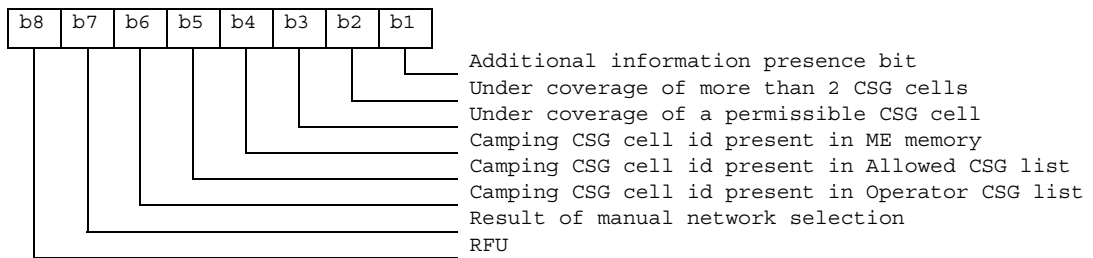 b8 b7 b6 b5 b4 b3 b2 b1
Additional information presence bit
Under coverage of more than 2 CSG cells
Under coverage of a permissible CSG cell
Camping CSG cell id present in ME memory
Camping CSG cell id present in Allowed CSG list
Camping CSG cell id present in Operator CSG list
Result of manual network selection
RFU